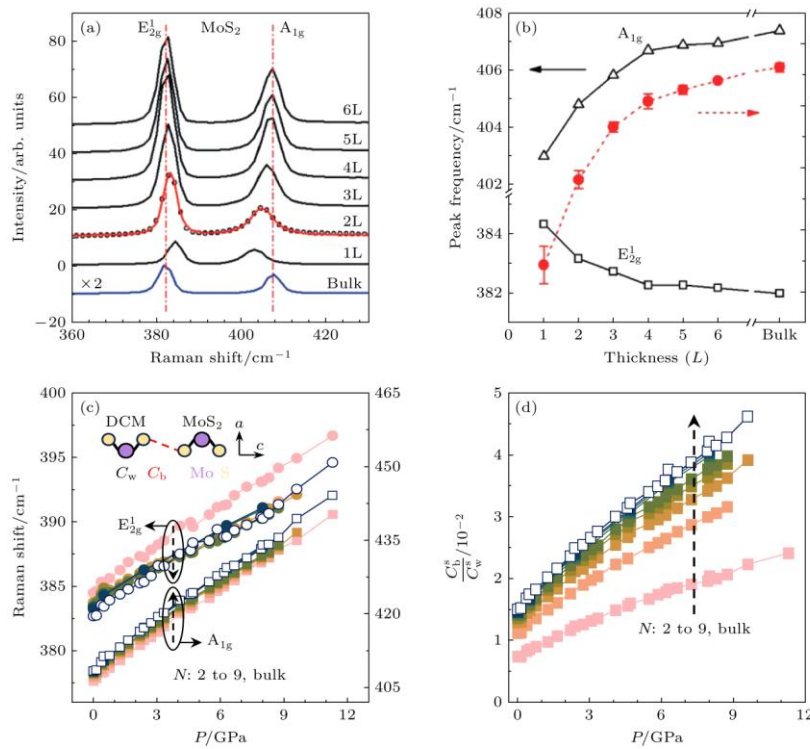 (a) E¹₂g MoS₂ A₁g
80
60
40
20
0
−20
Intensity/arb. units
6L
5L
4L
3L
2L
1L
×2 Bulk
360 380 400 420
Raman shift/cm⁻¹
(b)
A₁g
E¹₂g
408
406
404
402
384
382
Peak frequency/cm⁻¹
0 1 2 3 4 5 6 Bulk
Thickness (L)
(c)
DCM MoS₂ a
c
C_w C_b Mo S
E¹₂g
A₁g
N: 2 to 9, bulk
400
395
390
385
380
Raman shift/cm⁻¹
465
450
435
420
405
0 3 6 9 12
P/GPa
(d)
5
4
3
2
1
0
C^s_b/C^s_w/10⁻²
N: 2 to 9, bulk
0 3 6 9 12
P/GPa